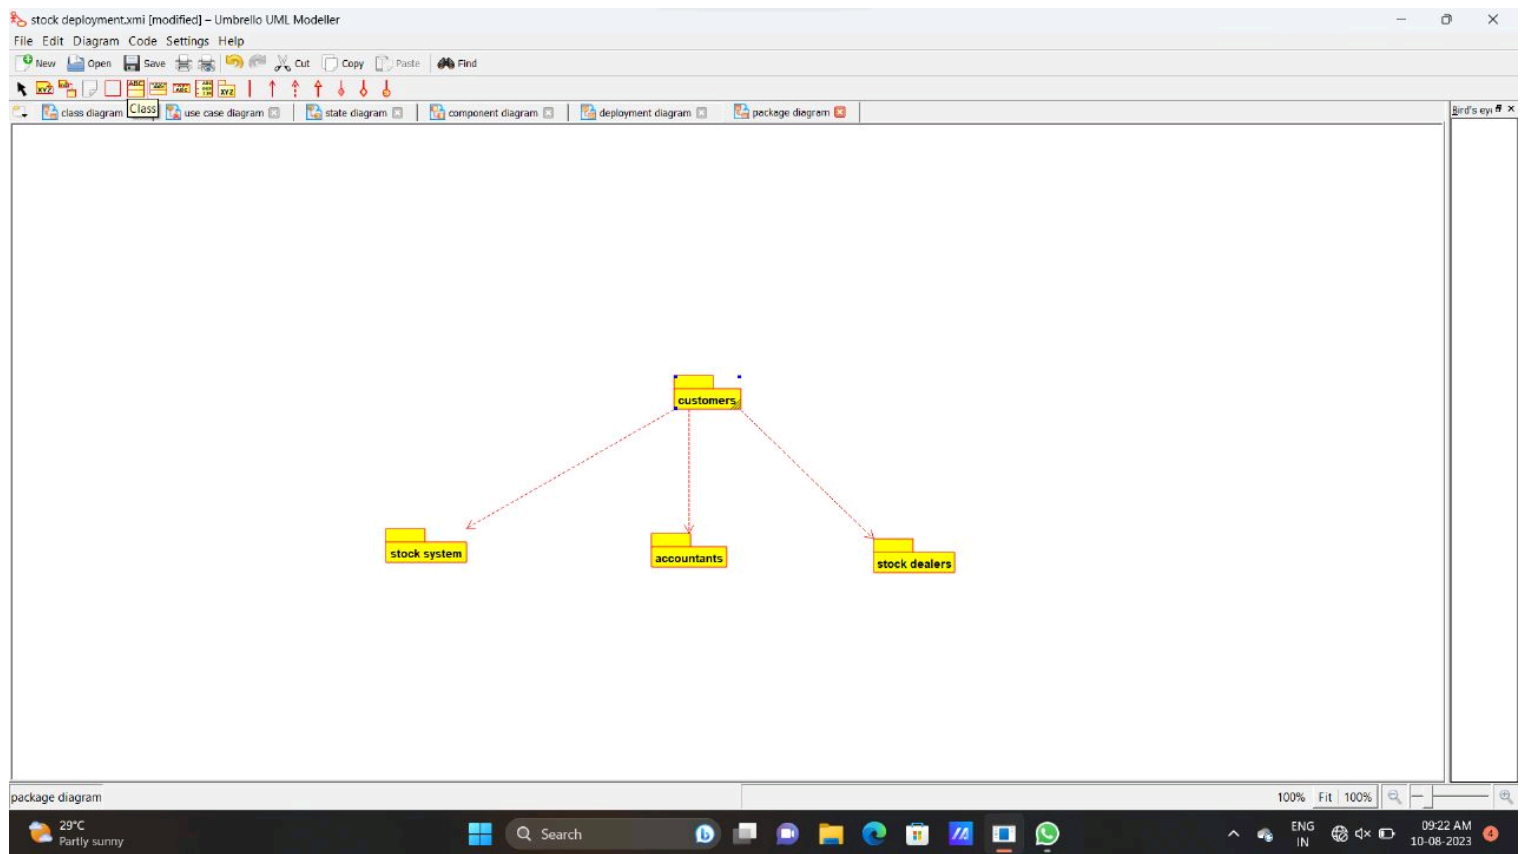 stock deployment.xmi [modified] – Umbrello UML Modeller
File Edit Diagram Code Settings Help
New Open Save Cut Copy Paste Find
class diagram Class use case diagram state diagram component diagram deployment diagram package diagram
Bird's ey
customers
stock system
accountants
stock dealers
package diagram
100% Fit 100%
29°C
Partly sunny
Search
ENG
IN
09:22 AM
10-08-2023
4